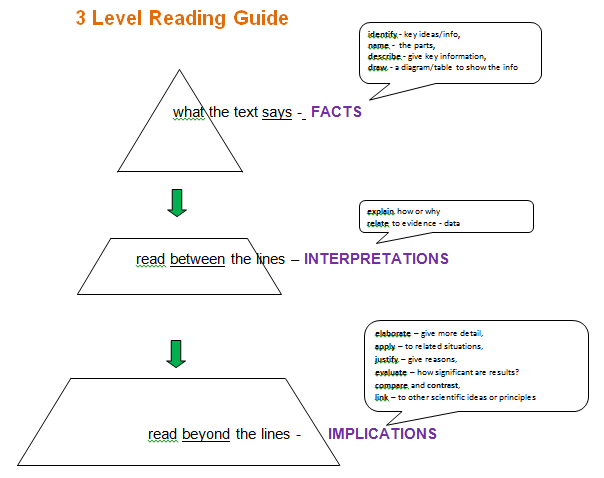 3 Level Reading Guide
identify - key ideas/info,
name - the parts,
describe - give key information,
draw - a diagram/table to show the info
what the text says - FACTS
explain how or why
relate to evidence - data
read between the lines – INTERPRETATIONS
elaborate – give more detail,
apply – to related situations,
justify – give reasons,
evaluate – how significant are results?
compare and contrast,
link – to other scientific ideas or principles
read beyond the lines - IMPLICATIONS